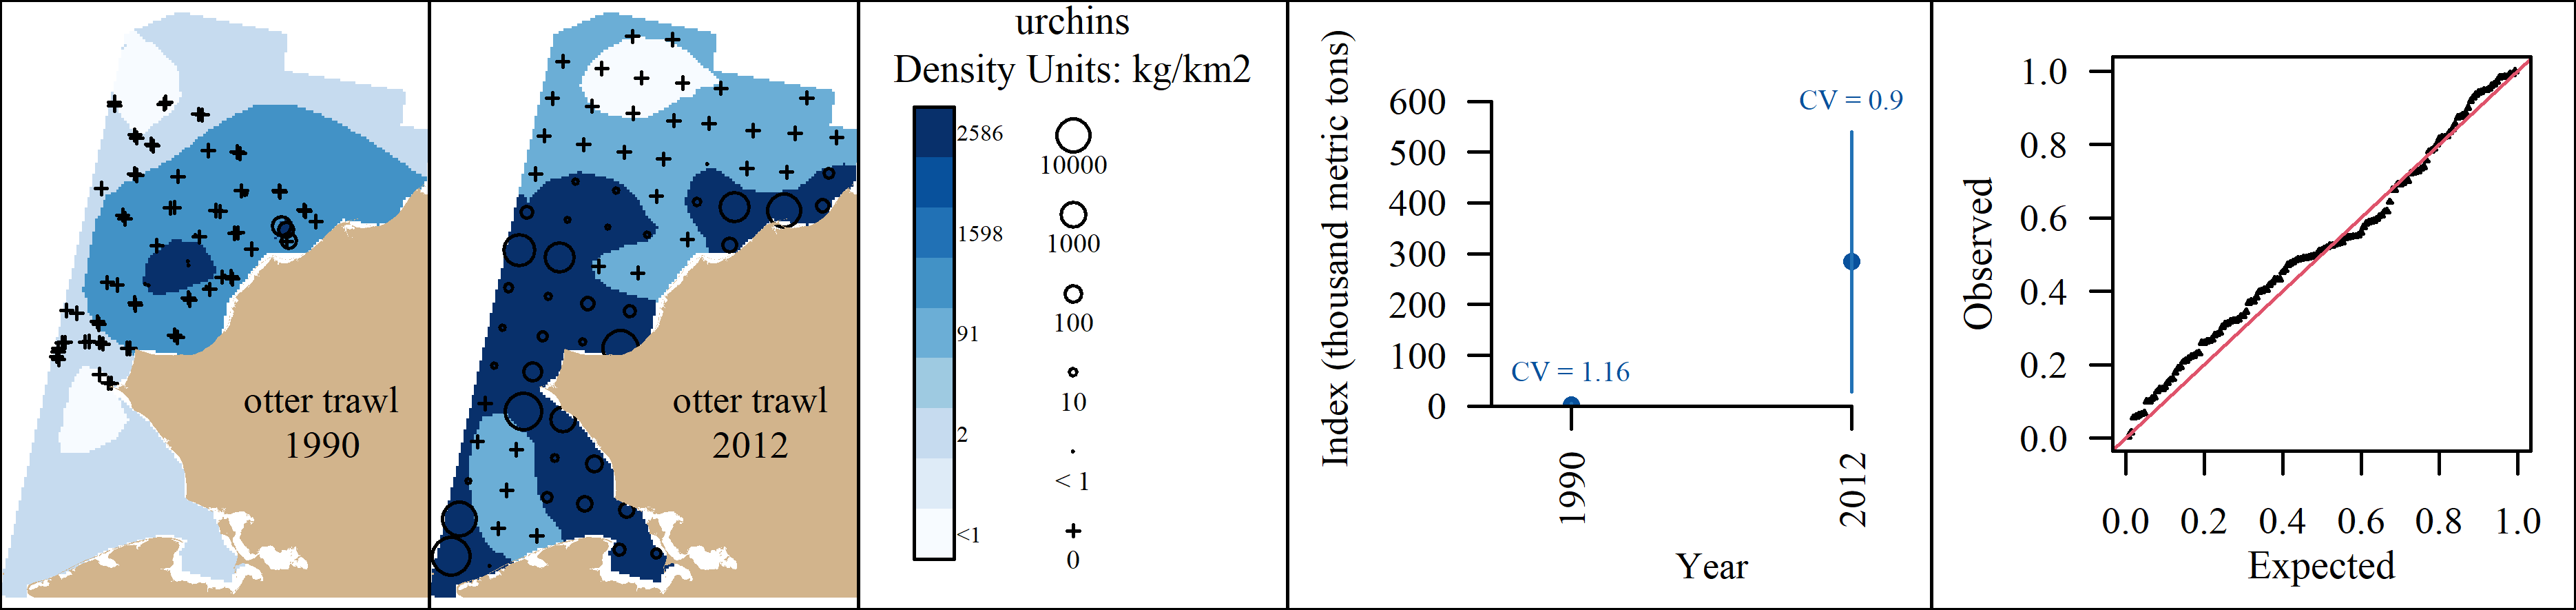 otter trawl
1990
otter trawl
2012
urchins
Density Units: kg/km2
2586
1598
91
2
<1
10000
1000
100
10
< 1
0
Index (thousand metric tons)
600
500
400
300
200
100
0
CV = 1.16
CV = 0.9
1990
2012
Year
Observed
1.0
0.8
0.6
0.4
0.2
0.0
0.0 0.2 0.4 0.6 0.8 1.0
Expected